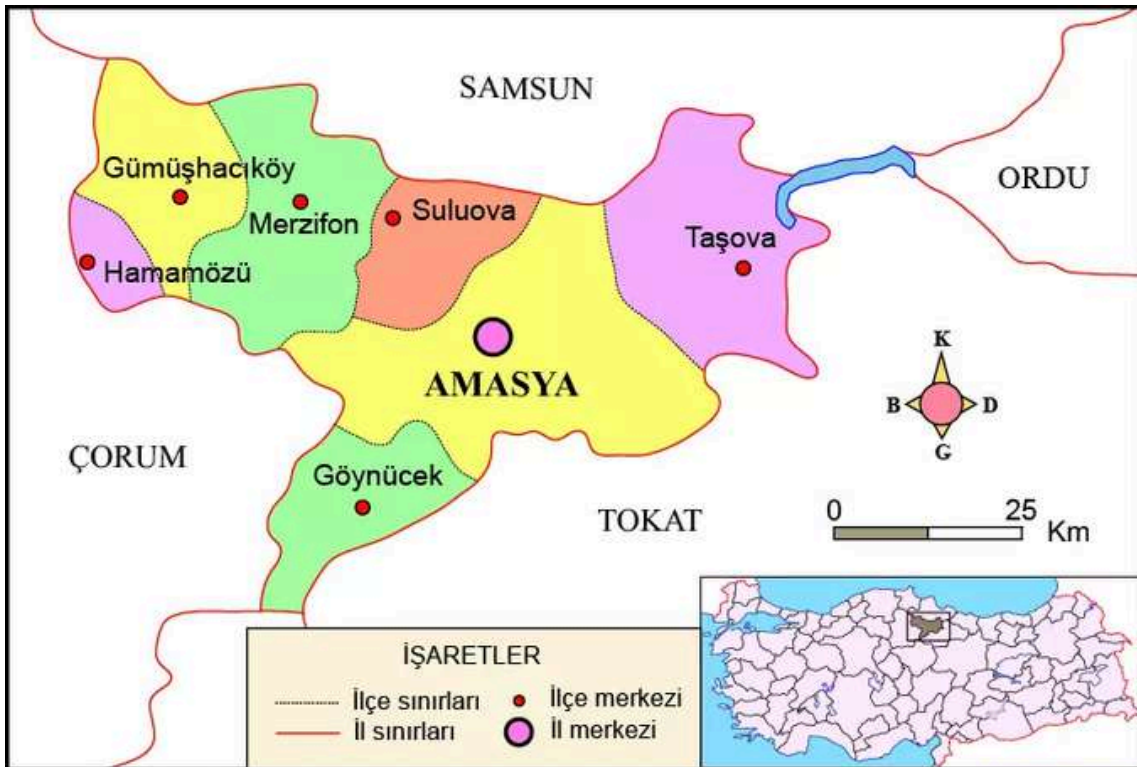 SAMSUN
ORDU
Gümüşhacıköy
Merzifon
Suluova
Taşova
Hamamözü
AMASYA
K
B D
G
ÇORUM
Göynücek
TOKAT
0 25
Km
İŞARETLER
İlçe sınırları
İlçe merkezi
İl sınırları
İl merkezi